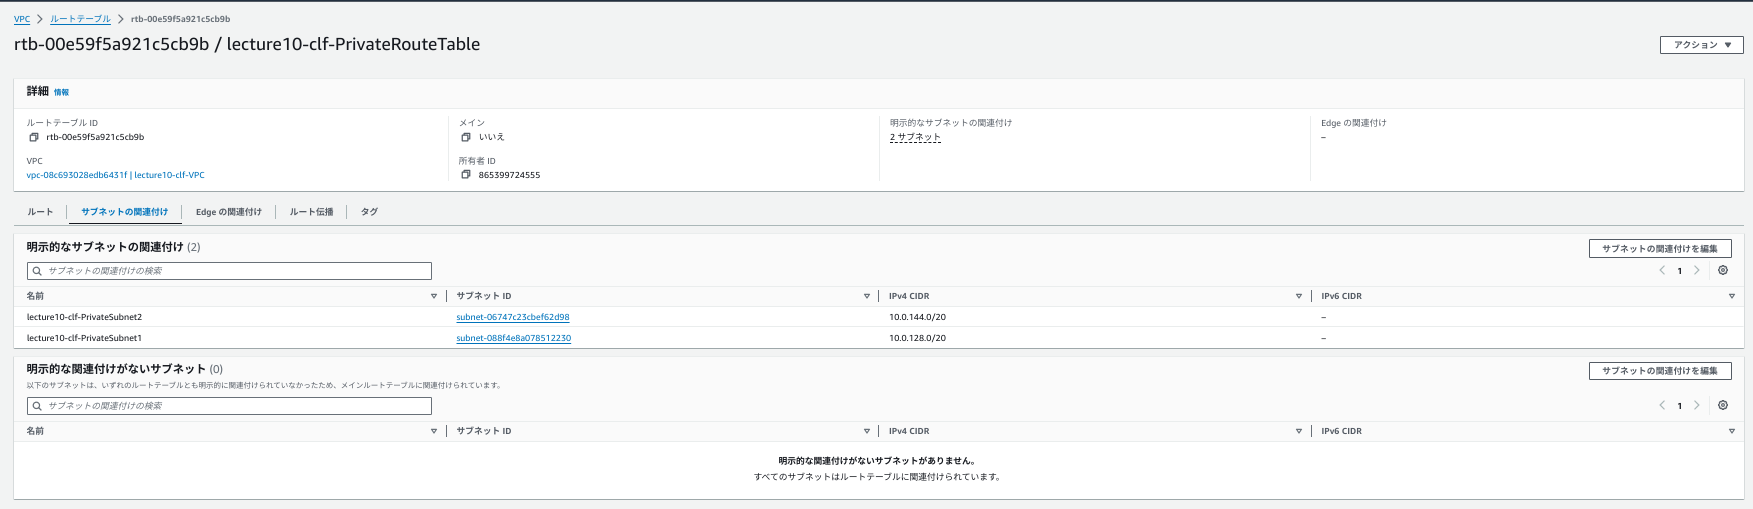 VPC > ルートテーブル > rtb-00e59f5a921c5cb9b
rtb-00e59f5a921c5cb9b / lecture10-clf-PrivateRouteTable
アクション ▼
詳細 情報
ルートテーブル ID
rtb-00e59f5a921c5cb9b
メイン
いいえ
明示的なサブネットの関連付け
2 サブネット
Edge の関連付け
–
VPC
vpc-08c693028edb6431f | lecture10-clf-VPC
所有者 ID
865399724555
ルート サブネットの関連付け Edge の関連付け ルート伝播 タグ
明示的なサブネットの関連付け (2)
サブネットの関連付けを編集
サブネットの関連付けの検索
1
名前 サブネット ID IPv4 CIDR IPv6 CIDR
lecture10-clf-PrivateSubnet2 subnet-06747c23cbef62d98 10.0.144.0/20 –
lecture10-clf-PrivateSubnet1 subnet-088f4e8a078512230 10.0.128.0/20 –
明示的な関連付けがないサブネット (0)
サブネットの関連付けを編集
以下のサブネットは、いずれのルートテーブルとも明示的に関連付けられていなかったため、メインルートテーブルに関連付けられています。
サブネットの関連付けの検索
1
名前 サブネット ID IPv4 CIDR IPv6 CIDR
明示的な関連付けがないサブネットがありません。
すべてのサブネットはルートテーブルに関連付けられています。